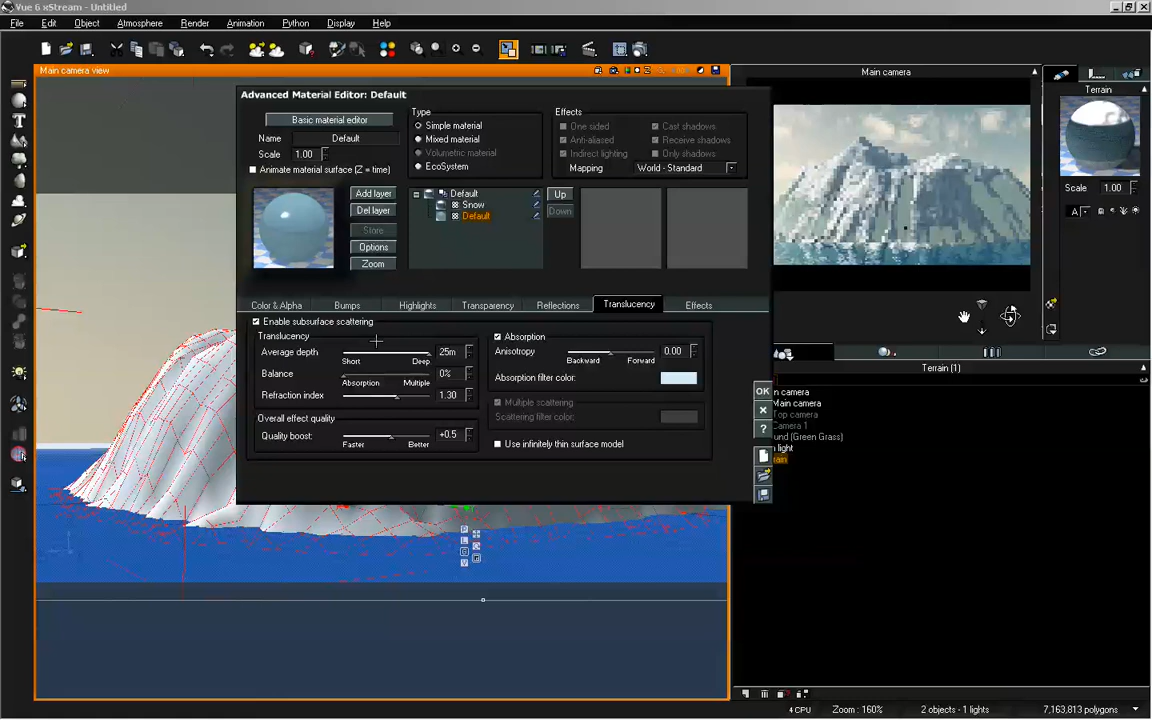 Vue 6 xStream - Untitled
File Edit Object Atmosphere Render Animation Python Display Help
Main camera view
Main camera
Terrain
Scale 1.00
Advanced Material Editor: Default
Basic material editor
Name Default
Scale 1.00
Animate material surface (Z = time)
Type
Simple material
Mixed material
Volumetric material
EcoSystem
Effects
One sided Cast shadows
Anti-aliased Receive shadows
Indirect lighting Only shadows
Mapping World - Standard
Add layer
Del layer
Store
Options
Zoom
Default
Snow
Default
Up
Down
Color & Alpha Bumps Highlights Transparency Reflections Translucency Effects
Enable subsurface scattering
Translucency
Average depth 25m
Short Deep
Balance 0%
Absorption Multiple
Refraction index 1.30
Overall effect quality
Quality boost: +0.5
Faster Better
Absorption
Anisotropy 0.00
Backward Forward
Absorption filter color:
Multiple scattering
Scattering filter color:
Use infinitely thin surface model
OK
?
Terrain (1)
n camera
Main camera
Top camera
Camera 1
und (Green Grass)
n light
rain
4 CPU Zoom : 160% 2 objects - 1 lights 7,163,813 polygons